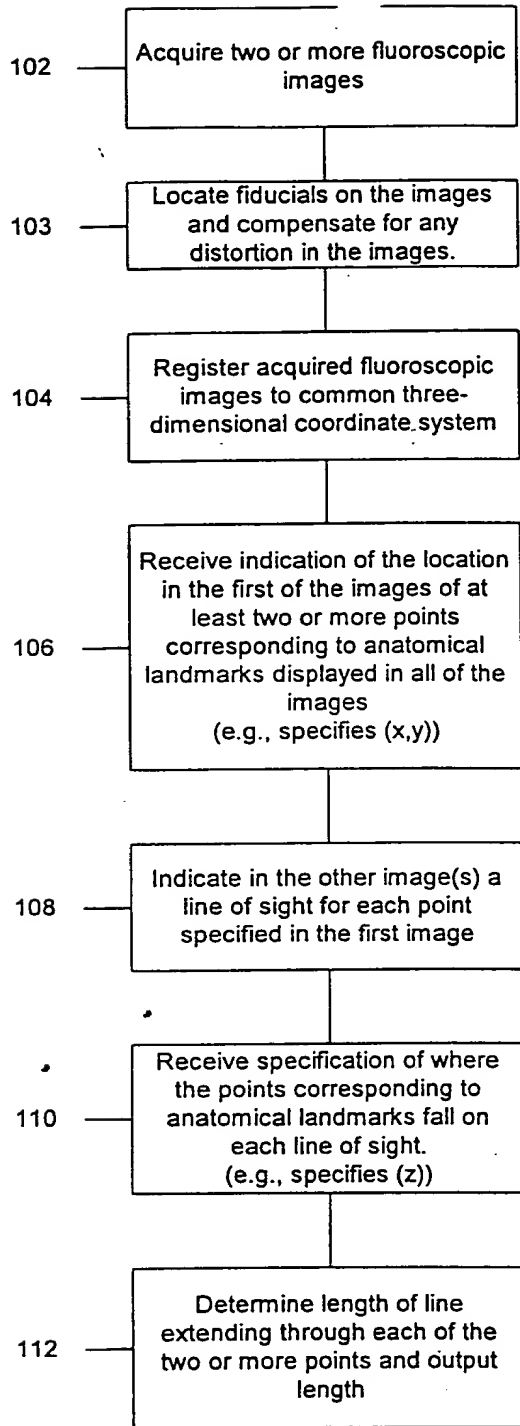 102
Acquire two or more fluoroscopic
images
103
Locate fiducials on the images
and compensate for any
distortion in the images.
104
Register acquired fluoroscopic
images to common three-
dimensional coordinate system
106
Receive indication of the location
in the first of the images of at
least two or more points
corresponding to anatomical
landmarks displayed in all of the
images
(e.g., specifies (x,y))
108
Indicate in the other image(s) a
line of sight for each point
specified in the first image
110
Receive specification of where
the points corresponding to
anatomical landmarks fall on
each line of sight.
(e.g., specifies (z))
112
Determine length of line
extending through each of the
two or more points and output
length